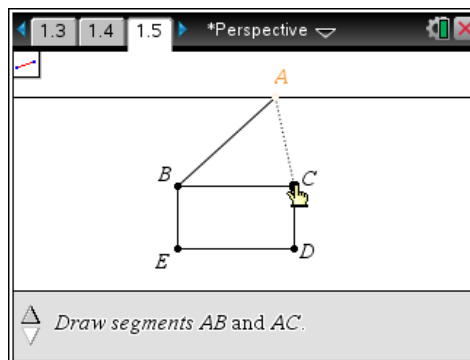 1.3 1.4 1.5 *Perspective
A
B C
E D
Draw segments AB and AC.